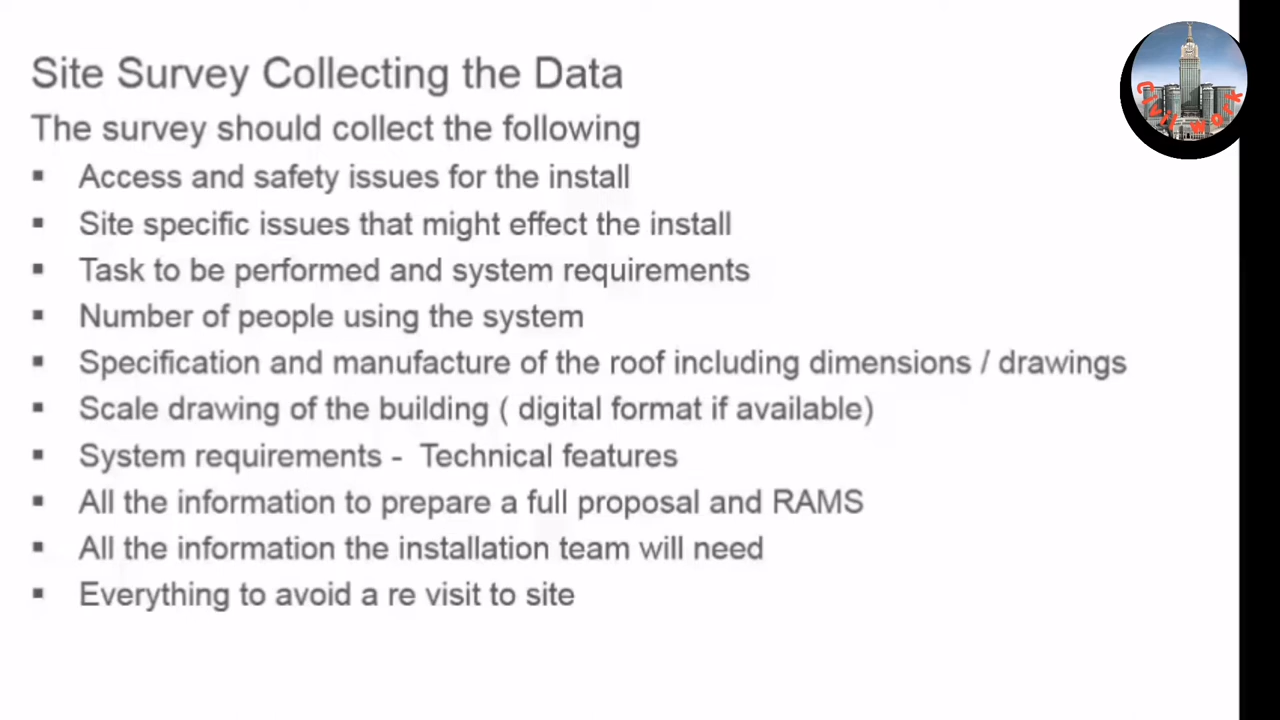 Site Survey Collecting the Data
The survey should collect the following
▪ Access and safety issues for the install
▪ Site specific issues that might effect the install
▪ Task to be performed and system requirements
▪ Number of people using the system
▪ Specification and manufacture of the roof including dimensions / drawings
▪ Scale drawing of the building ( digital format if available)
▪ System requirements - Technical features
▪ All the information to prepare a full proposal and RAMS
▪ All the information the installation team will need
▪ Everything to avoid a re visit to site
Civil work